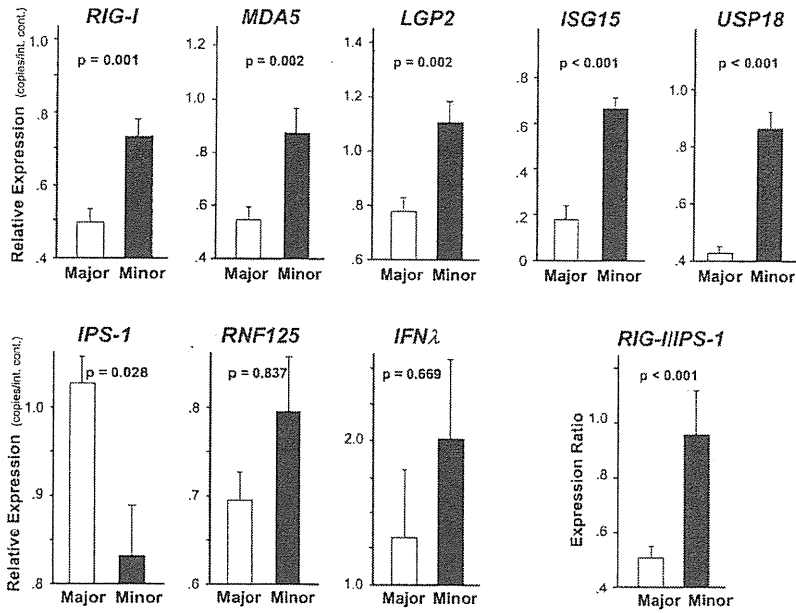 RIG-I
MDA5
LGP2
ISG15
USP18
Relative Expression (copies/int. cont.)
1.0
.8
.6
.4
p = 0.001
Major Minor
1.2
1.0
.8
.6
.4
p = 0.002
Major Minor
1.4
1.2
1.0
.8
.6
p = 0.002
Major Minor
.8
.6
.4
.2
0
p < 0.001
Major Minor
1.0
.8
.6
.4
p < 0.001
Major Minor
IPS-1
RNF125
IFNλ
RIG-I/IPS-1
Relative Expression (copies/int. cont.)
1.0
.9
.8
p = 0.028
Major Minor
.8
.7
.6
p = 0.837
Major Minor
2.0
1.0
p = 0.669
Major Minor
Expression Ratio
1.0
.8
.6
.4
p < 0.001
Major Minor